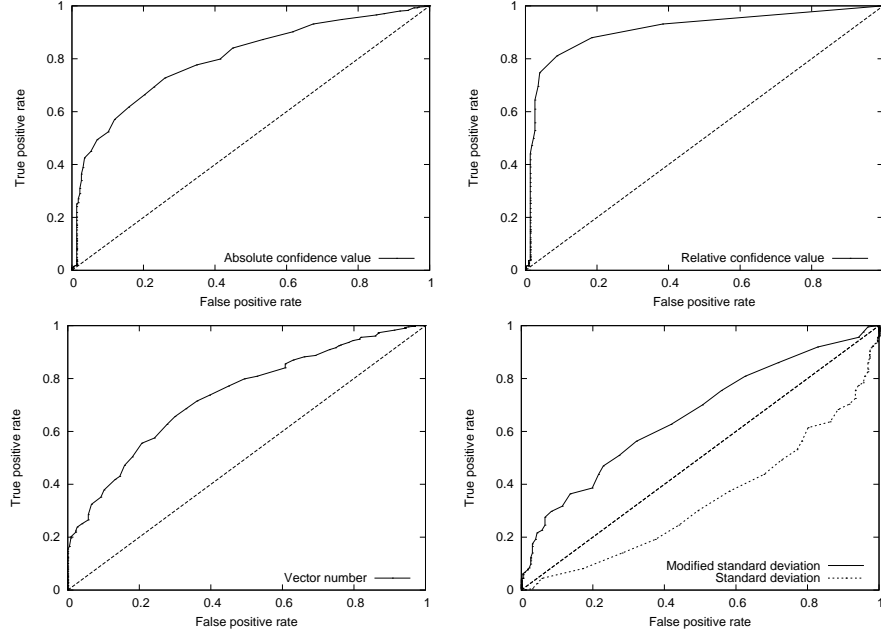 1
0.8
0.6
0.4
0.2
0
True positive rate
Absolute confidence value
0 0.2 0.4 0.6 0.8 1
False positive rate
1
0.8
0.6
0.4
0.2
0
True positive rate
Relative confidence value
0 0.2 0.4 0.6 0.8
False positive rate
1
0.8
0.6
0.4
0.2
0
True positive rate
Vector number
0 0.2 0.4 0.6 0.8 1
False positive rate
1
0.8
0.6
0.4
0.2
0
True positive rate
Modified standard deviation
Standard deviation
0 0.2 0.4 0.6 0.8 1
False positive rate